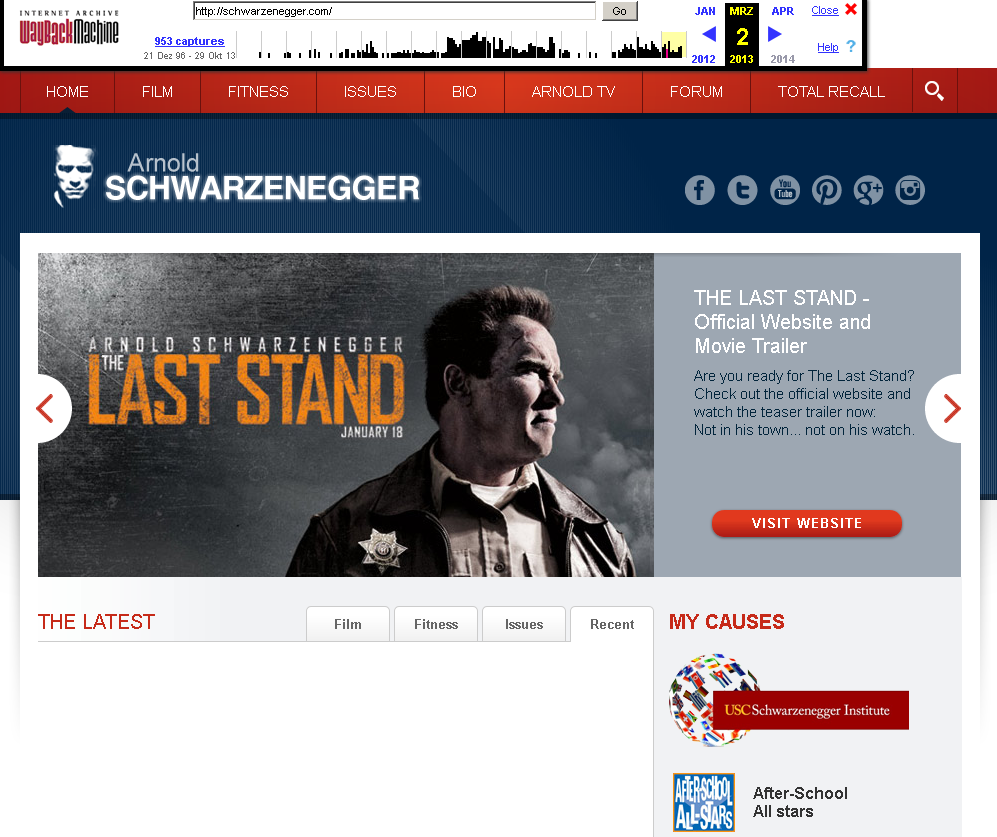 INTERNET ARCHIVE
WayBackMachine
http://schwarzenegger.com/
Go
953 captures
21 Dez 96 - 29 Okt 13
JAN
MRZ
APR
2
2012
2013
2014
Close
Help
?
HOME
FILM
FITNESS
ISSUES
BIO
ARNOLD TV
FORUM
TOTAL RECALL
Arnold
SCHWARZENEGGER
f
t
You
Tube
g+
ARNOLD SCHWARZENEGGER
THE
LAST STAND
JANUARY 18
THE LAST STAND -
Official Website and
Movie Trailer
Are you ready for The Last Stand?
Check out the official website and
watch the teaser trailer now:
Not in his town... not on his watch.
VISIT WEBSITE
THE LATEST
Film
Fitness
Issues
Recent
MY CAUSES
USC Schwarzenegger Institute
AFTER-SCHOOL
ALL-STARS
After-School
All stars